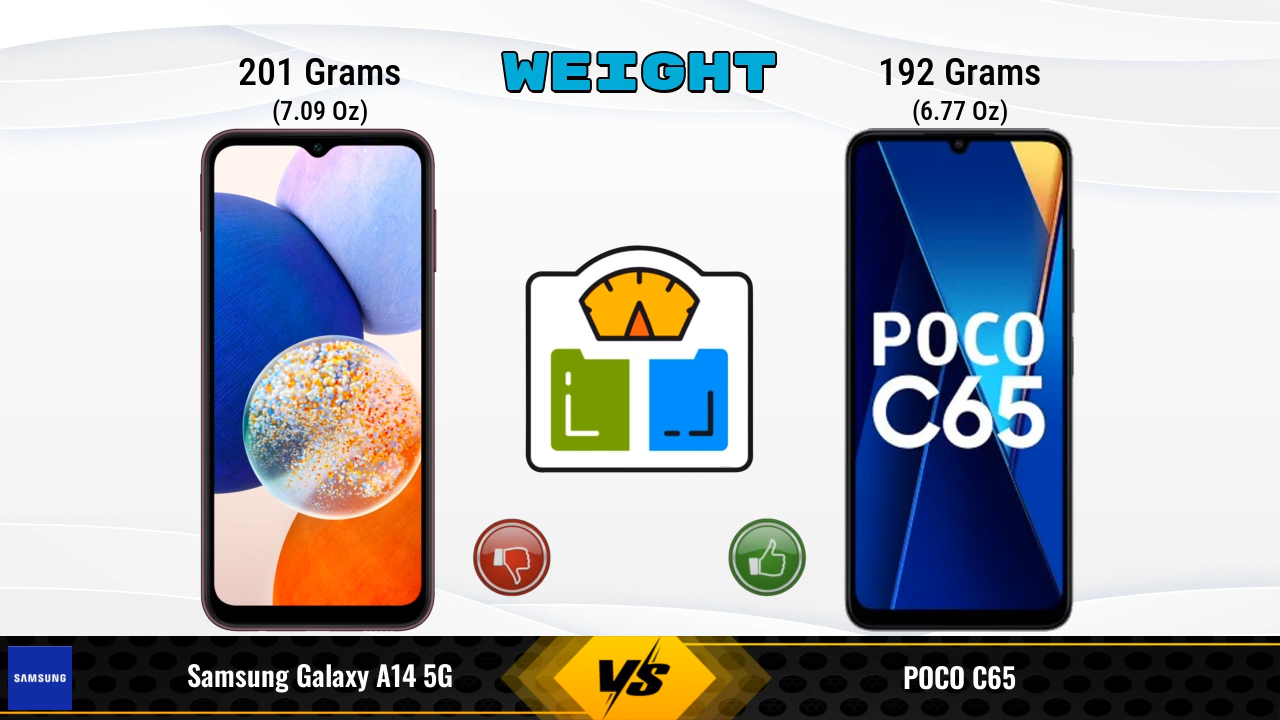 WEIGHT
201 Grams
(7.09 Oz)
192 Grams
(6.77 Oz)
POCO
C65
SAMSUNG
Samsung Galaxy A14 5G
VS
POCO C65